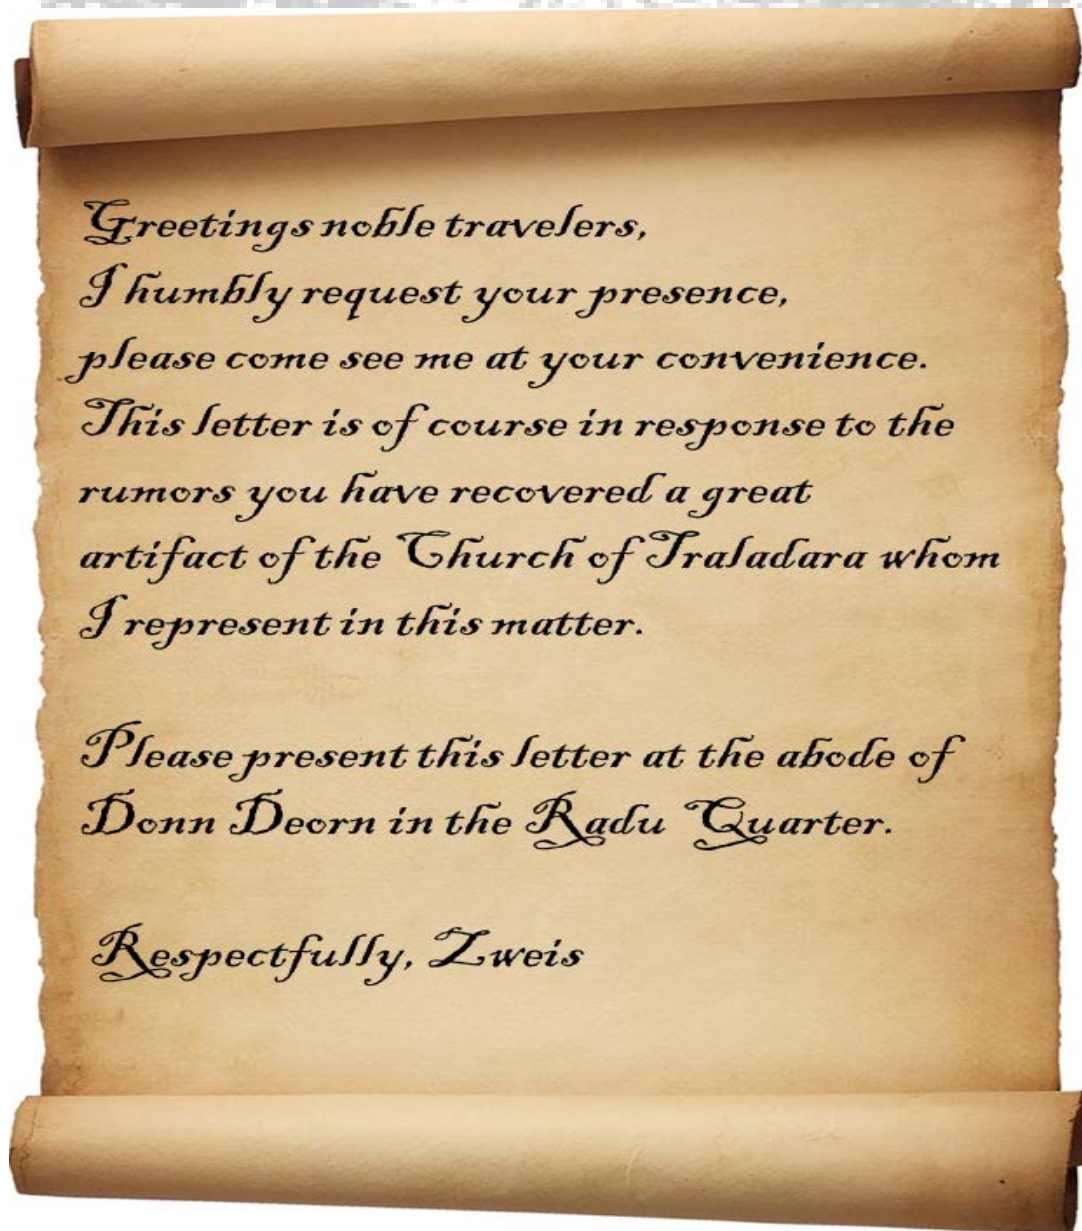 Greetings noble travelers,
I humbly request your presence,
please come see me at your convenience.
This letter is of course in response to the
rumors you have recovered a great
artifact of the Church of Traladara whom
I represent in this matter.
Please present this letter at the abode of
Donn Deorn in the Radu Quarter.
Respectfully, Zweis